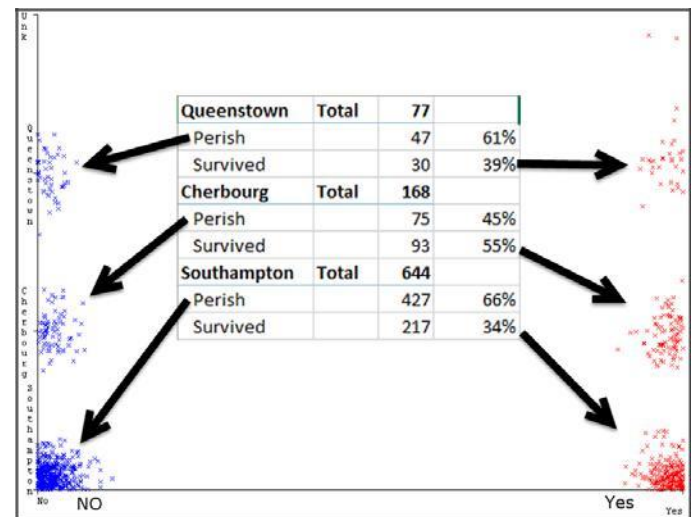 Unk
Queenstown Total 77
Queenstown
Perish 47 61%
Survived 30 39%
Cherbourg Total 168
Perish 75 45%
Survived 93 55%
Southampton Total 644
Cherbourg
Perish 427 66%
Survived 217 34%
Southampton
No NO Yes Yes